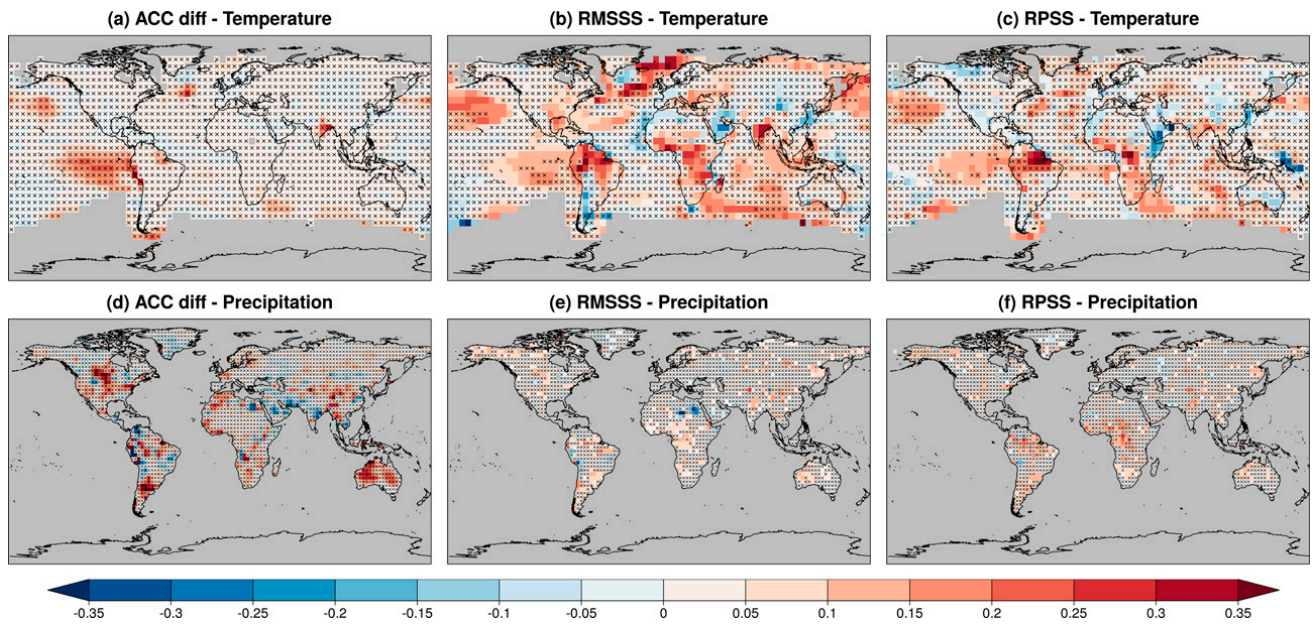 (a) ACC diff - Temperature
(b) RMSSS - Temperature
(c) RPSS - Temperature
(d) ACC diff - Precipitation
(e) RMSSS - Precipitation
(f) RPSS - Precipitation
-0.35 -0.3 -0.25 -0.2 -0.15 -0.1 -0.05 0 0.05 0.1 0.15 0.2 0.25 0.3 0.35